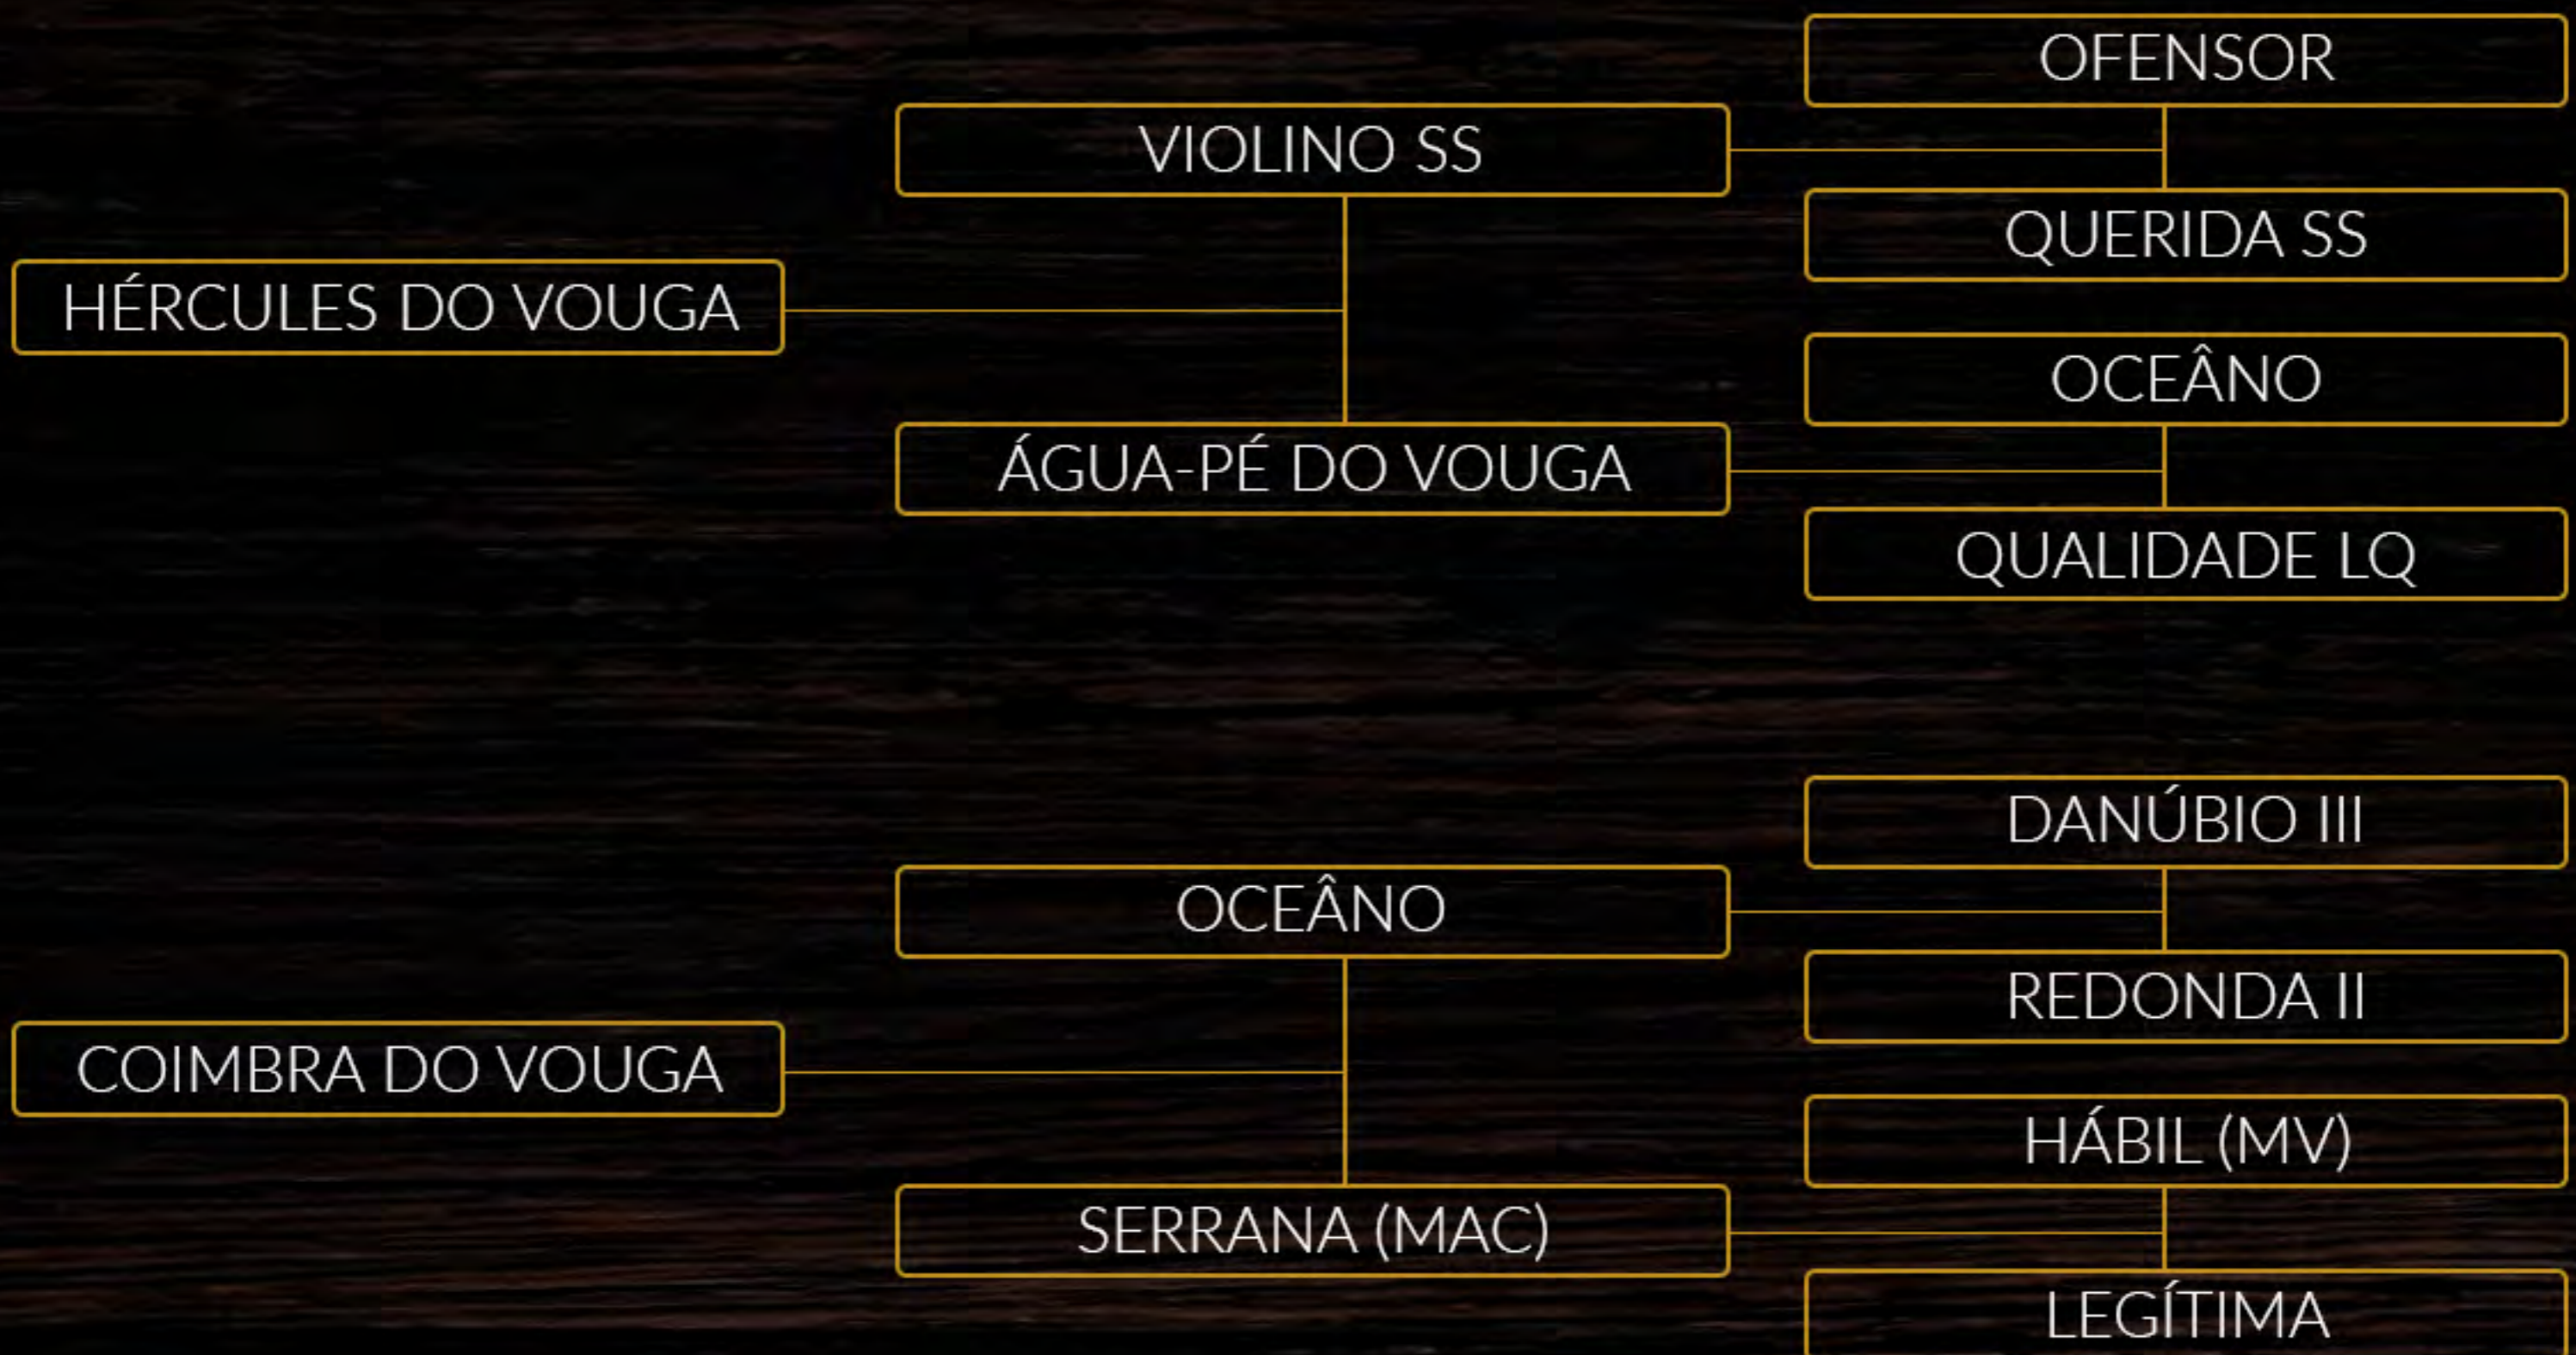 OFENSOR
VIOLINO SS
QUERIDA SS
HÉRCULES DO VOUGA
OCEÂNO
ÁGUA-PÉ DO VOUGA
QUALIDADE LQ
DANÚBIO III
OCEÂNO
REDONDA II
COIMBRA DO VOUGA
HÁBIL (MV)
SERRANA (MAC)
LEGÍTIMA